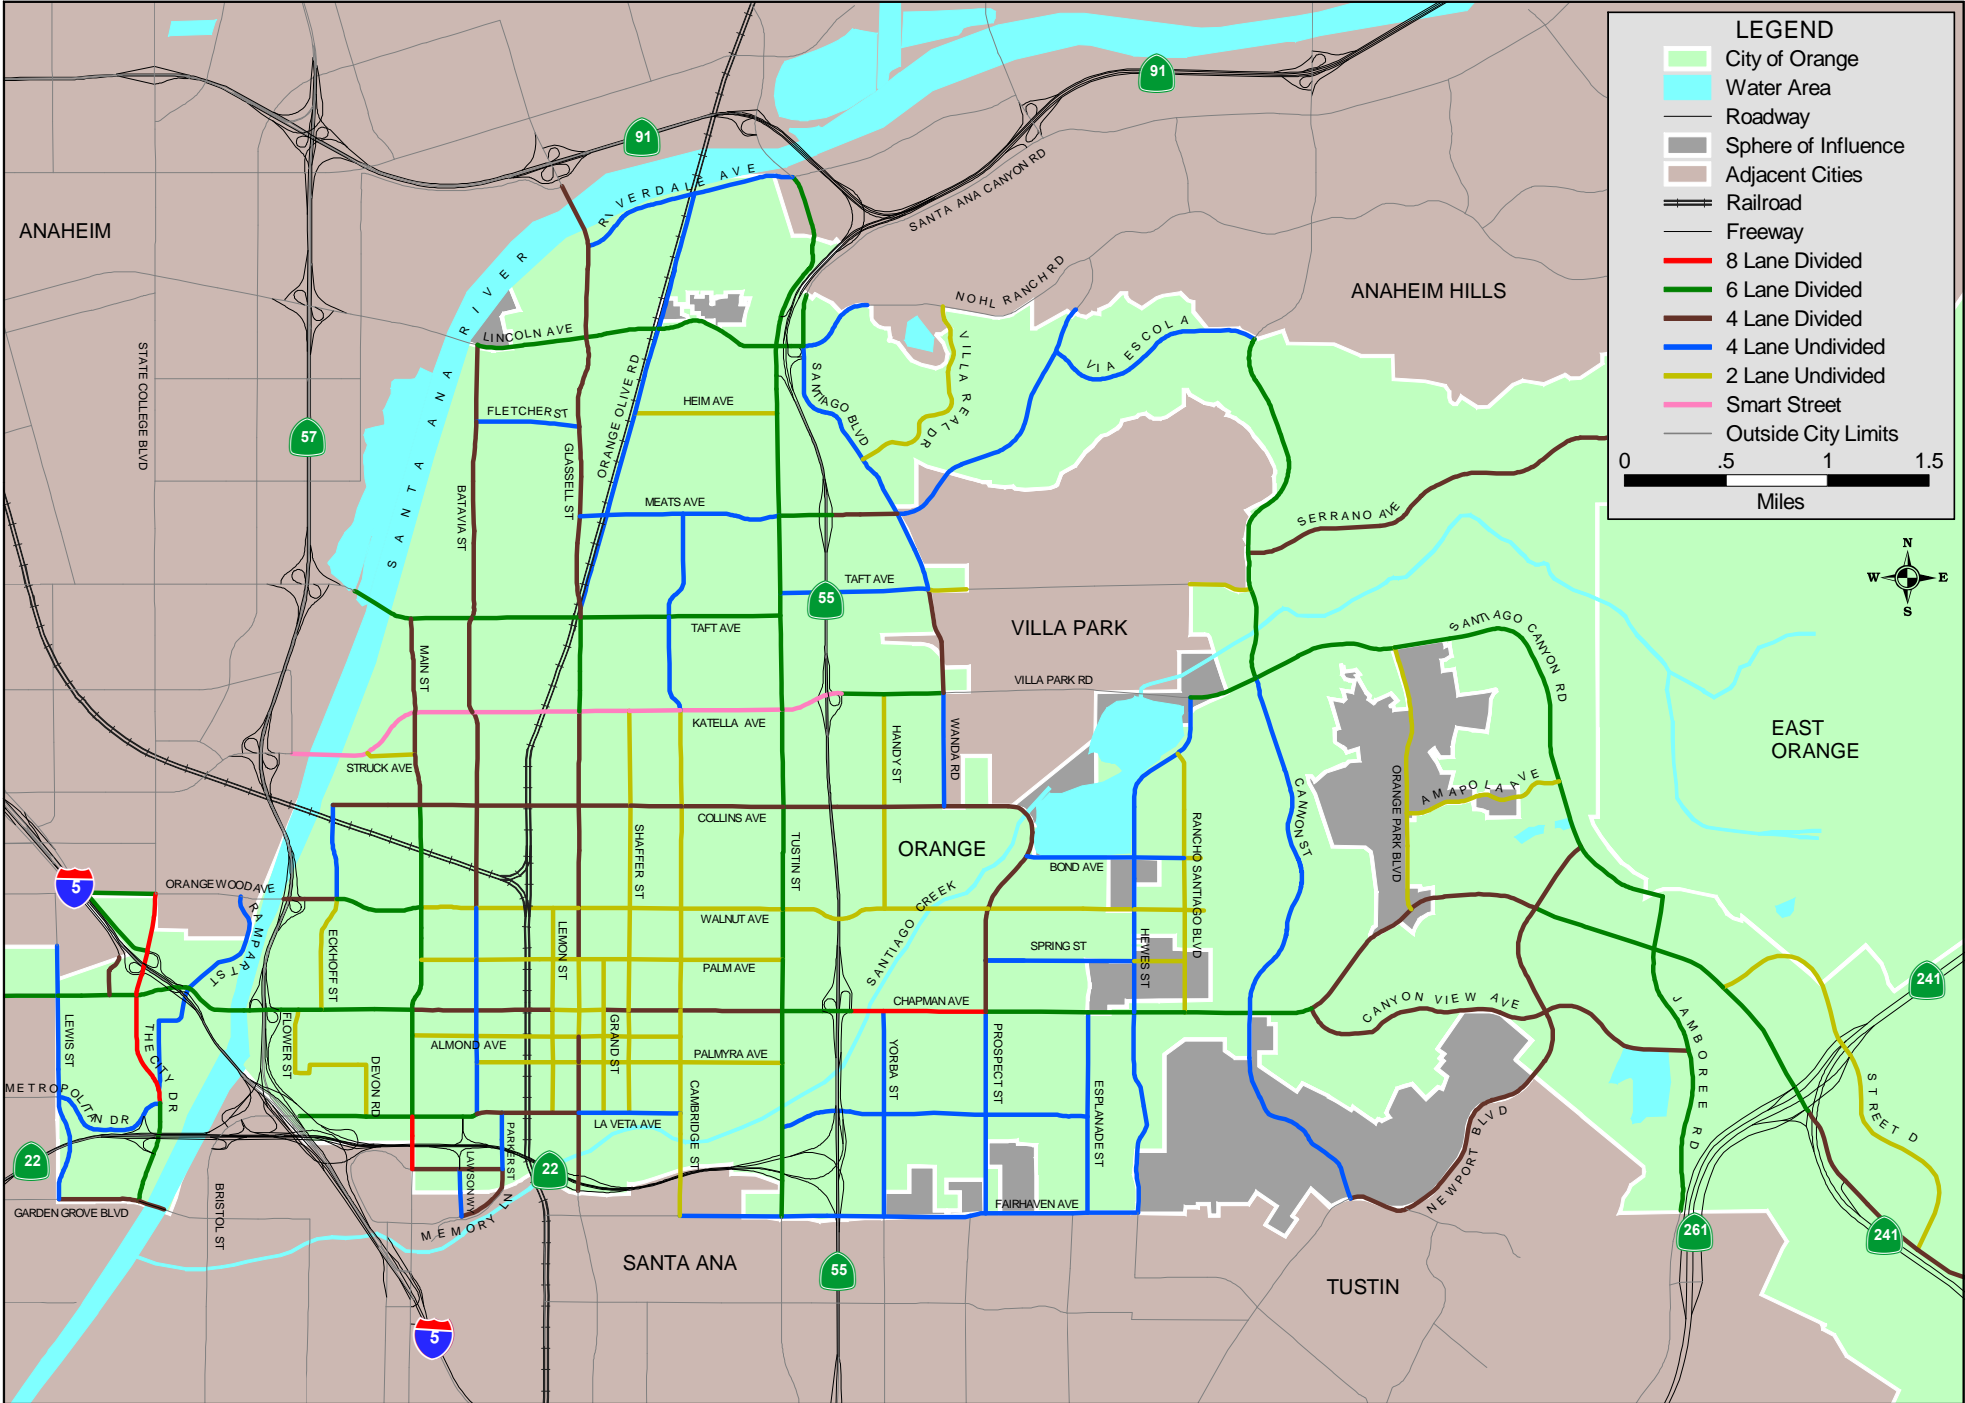 LEGEND
City of Orange
Water Area
Roadway
Sphere of Influence
Adjacent Cities
Railroad
Freeway
8 Lane Divided
6 Lane Divided
4 Lane Divided
4 Lane Undivided
2 Lane Undivided
Smart Street
Outside City Limits
0 .5 1 1.5
Miles
N
W E
S
91
91
ANAHEIM
RIVERDALE AVE
SANTA ANA CANYON RD
SANTA ANA RIVER
NOHL RANCH RD
ANAHEIM HILLS
LINCOLN AVE
STATE COLLEGE BLVD
ORANGE OLIVE RD
SANTIAGO BLVD
VILLA REAL DR
VIA ESCOLA
FLETCHER ST
HEIM AVE
57
GLASSELL ST
BATAVIA ST
MEATS AVE
SERRANO AVE
TAFT AVE
55
TAFT AVE
VILLA PARK
SANTIAGO CANYON RD
MAIN ST
VILLA PARK RD
KATELLA AVE
HANDY ST
WANDA RD
EAST
ORANGE
STRUCK AVE
CANNON ST
ORANGE PARK BLVD
AMAPOLA AVE
COLLINS AVE
SHAFFER ST
TUSTIN ST
ORANGE
RANCHO SANTIAGO BLVD
BOND AVE
5
ORANGEWOOD AVE
RAMPART ST
SANTIAGO CREEK
WALNUT AVE
LEMON ST
ECKHOFF ST
SPRING ST
HEWES ST
PALM AVE
241
CHAPMAN AVE
CANYON VIEW AVE
JAMBOREE RD
LEWIS ST
THE CITY DR
FLOWER ST
GRAND ST
ALMOND AVE
PALMYRA AVE
YORBA ST
PROSPECT ST
DEVON RD
METROPOLITAN DR
CAMBRIDGE ST
ESPLANADE ST
STREET D
LA VETA AVE
PARKER ST
NEWPORT BLVD
22
22
LAWSON WY
BRISTOL ST
GARDEN GROVE BLVD
MEMORY LN
FAIRHAVEN AVE
261
241
SANTA ANA
55
TUSTIN
5